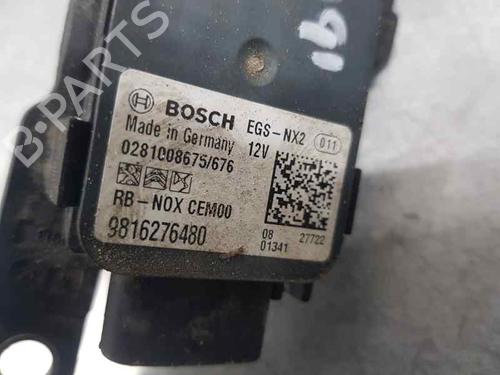 B-PARTS
BOSCH EGS-NX2 011
Made in Germany 12V
0281008675/676
RB-NOX CEM00
9816276480
08 27722
01341